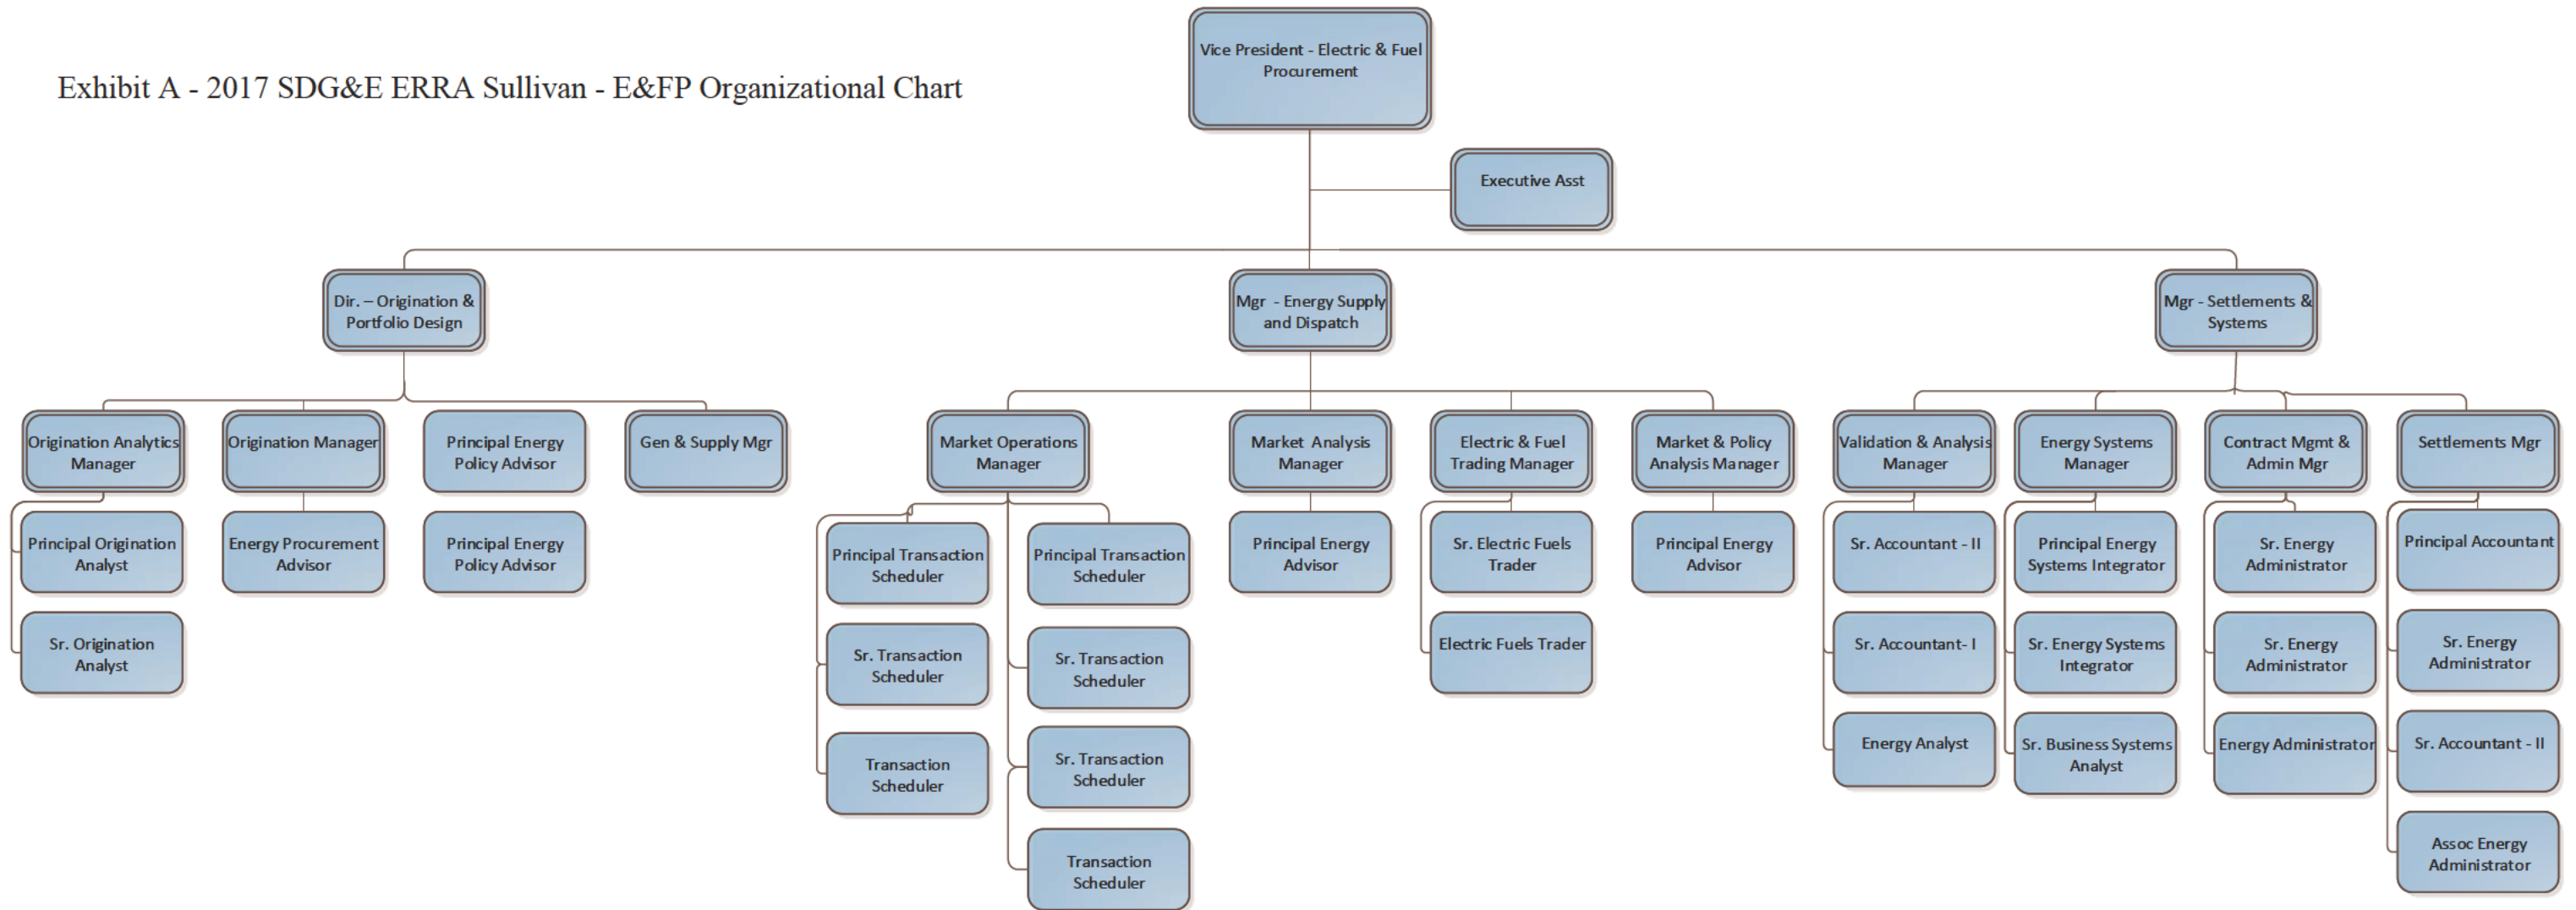 Vice President - Electric & Fuel
Procurement
Exhibit A - 2017 SDG&E ERRA Sullivan - E&FP Organizational Chart
Executive Asst
Dir. – Origination &
Portfolio Design
Mgr - Energy Supply
and Dispatch
Mgr - Settlements &
Systems
Origination Analytics
Manager
Origination Manager
Principal Energy
Policy Advisor
Gen & Supply Mgr
Market Operations
Manager
Market Analysis
Manager
Electric & Fuel
Trading Manager
Market & Policy
Analysis Manager
Validation & Analysis
Manager
Energy Systems
Manager
Contract Mgmt &
Admin Mgr
Settlements Mgr
Principal Origination
Analyst
Energy Procurement
Advisor
Principal Energy
Policy Advisor
Principal Transaction
Scheduler
Principal Transaction
Scheduler
Principal Energy
Advisor
Sr. Electric Fuels
Trader
Principal Energy
Advisor
Sr. Accountant - II
Principal Energy
Systems Integrator
Sr. Energy
Administrator
Principal Accountant
Sr. Origination
Analyst
Sr. Transaction
Scheduler
Sr. Transaction
Scheduler
Electric Fuels Trader
Sr. Accountant- I
Sr. Energy Systems
Integrator
Sr. Energy
Administrator
Sr. Energy
Administrator
Transaction
Scheduler
Sr. Transaction
Scheduler
Energy Analyst
Sr. Business Systems
Analyst
Energy Administrator
Sr. Accountant - II
Transaction
Scheduler
Assoc Energy
Administrator